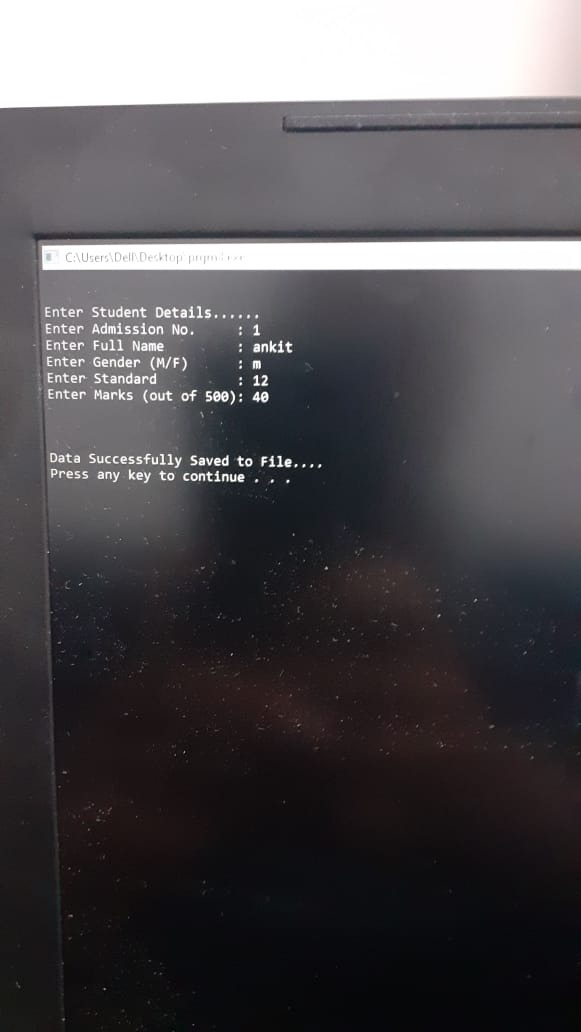 C:\Users\Dell\Desktop
Enter Student Details......
Enter Admission No.     : 1
Enter Full Name         : ankit
Enter Gender (M/F)      : m
Enter Standard          : 12
Enter Marks (out of 500): 40
Data Successfully Saved to File....
Press any key to continue . . .